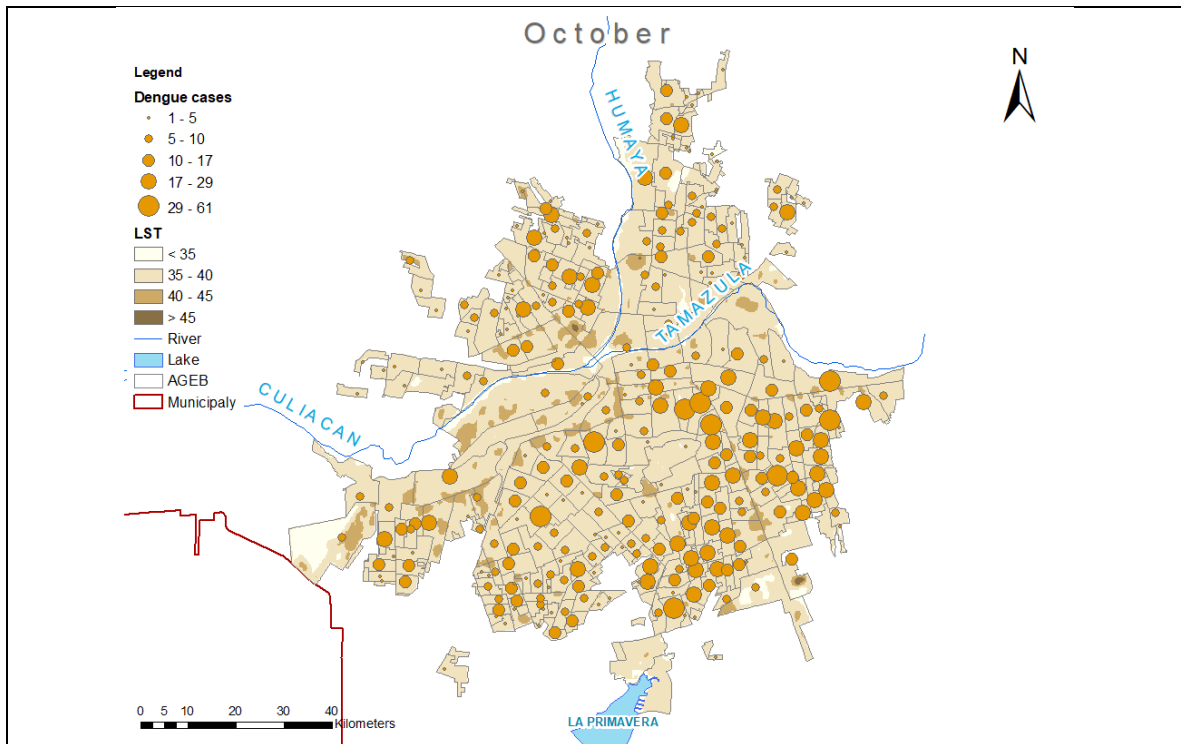 October
N
Legend
Dengue cases
1 - 5
5 - 10
10 - 17
17 - 29
29 - 61
LST
< 35
35 - 40
40 - 45
> 45
River
Lake
AGEB
Municipaly
HUMAYA
TAMAZULA
CULIACAN
LA PRIMAVERA
0 5 10 20 30 40
Kilometers